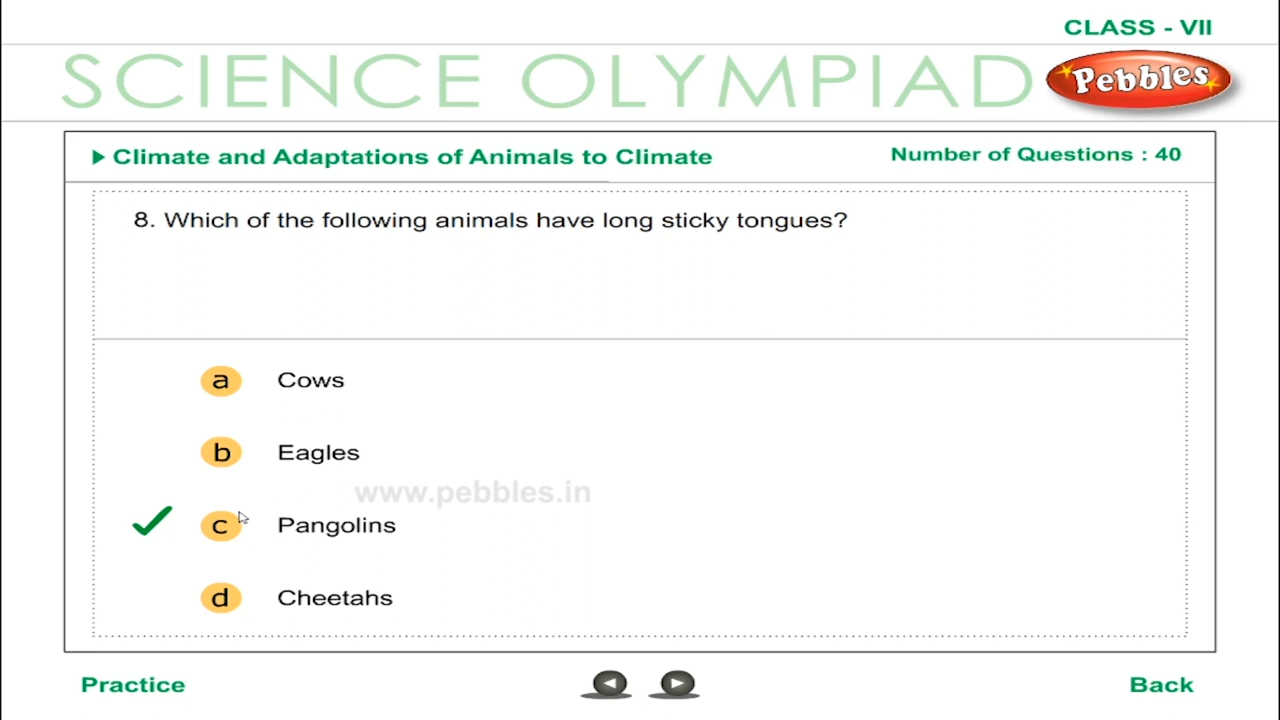 CLASS - VII
SCIENCE OLYMPIAD
Pebbles
Climate and Adaptations of Animals to Climate
Number of Questions : 40
8. Which of the following animals have long sticky tongues?
a Cows
b Eagles
www.pebbles.in
c Pangolins
d Cheetahs
Practice
Back